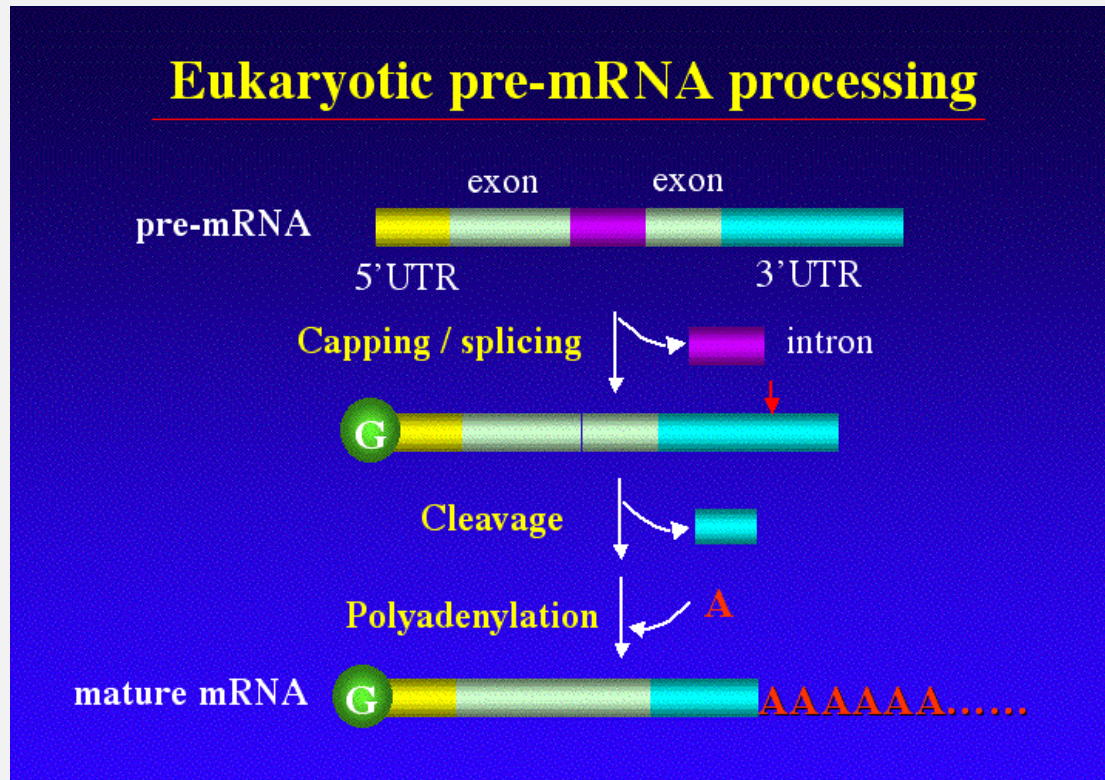 Eukaryotic pre-mRNA processing
exon exon
pre-mRNA
5’UTR 3’UTR
Capping / splicing intron
G
Cleavage
Polyadenylation A
mature mRNA G AAAAAA......